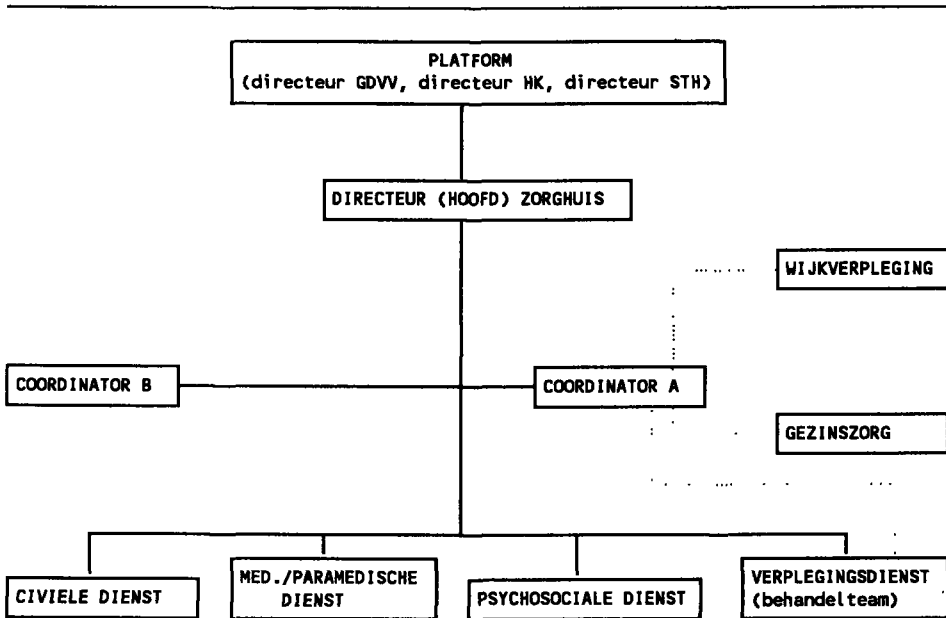 PLATFORM
(directeur GDVV, directeur HK, directeur STH)
DIRECTEUR (HOOFD) ZORGHUIS
WIJKVERPLEGING
COORDINATOR B
COORDINATOR A
GEZINSZORG
CIVIELE DIENST
MED./PARAMEDISCHE
DIENST
PSYCHOSOCIALE DIENST
VERPLEGINGSDIENST
(behandelteam)